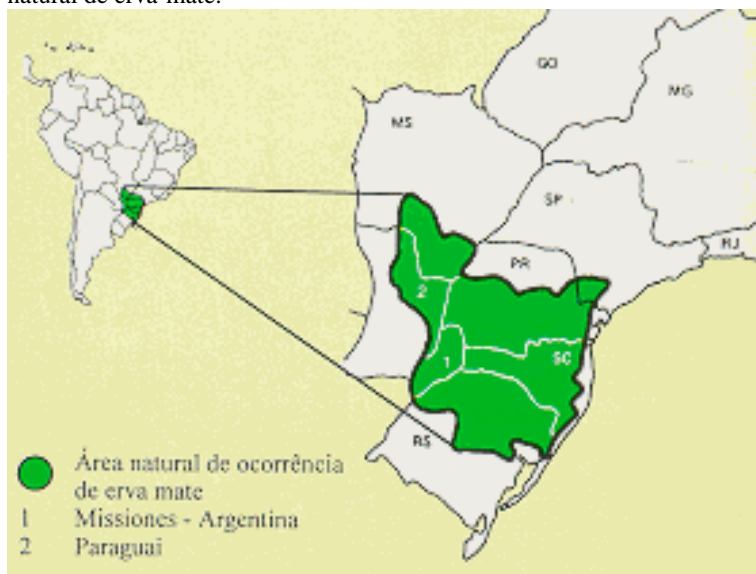 natural de erva-mate.
GO
MG
MS
SP
RJ
PR
2
1
SC
RS
Área natural de ocorrência
de erva mate
1 Missiones - Argentina
2 Paraguai